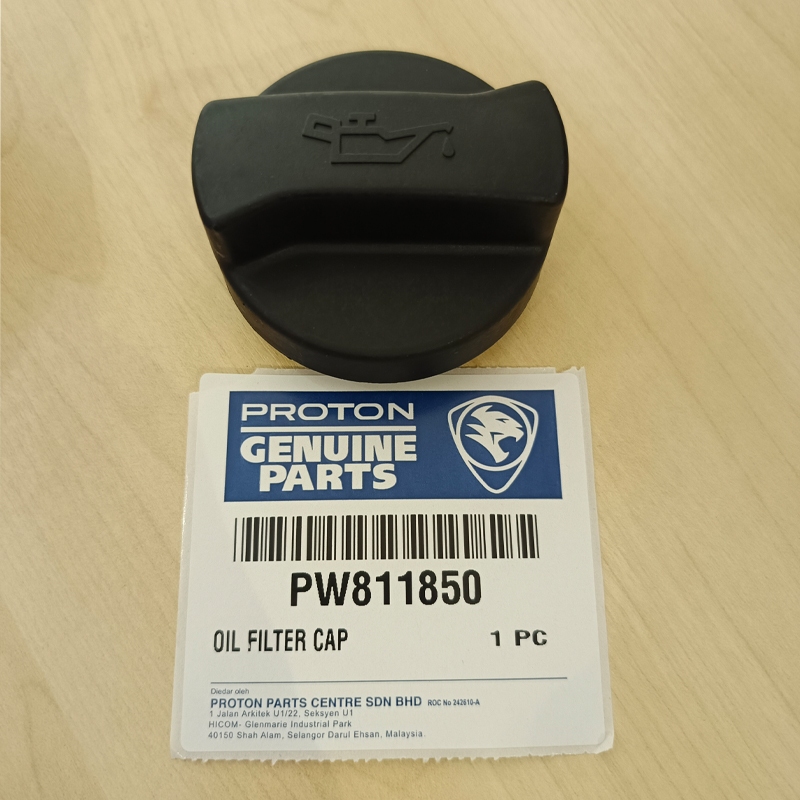 PROTON
GENUINE
PARTS
PW811850
OIL FILTER CAP 1 PC
Diedar oleh
PROTON PARTS CENTRE SDN BHD ROC No 242610-A
1 Jalan Arkitek U1/22, Seksyen U1
HICOM- Glenmarie Industrial Park
40150 Shah Alam, Selangor Darul Ehsan, Malaysia.